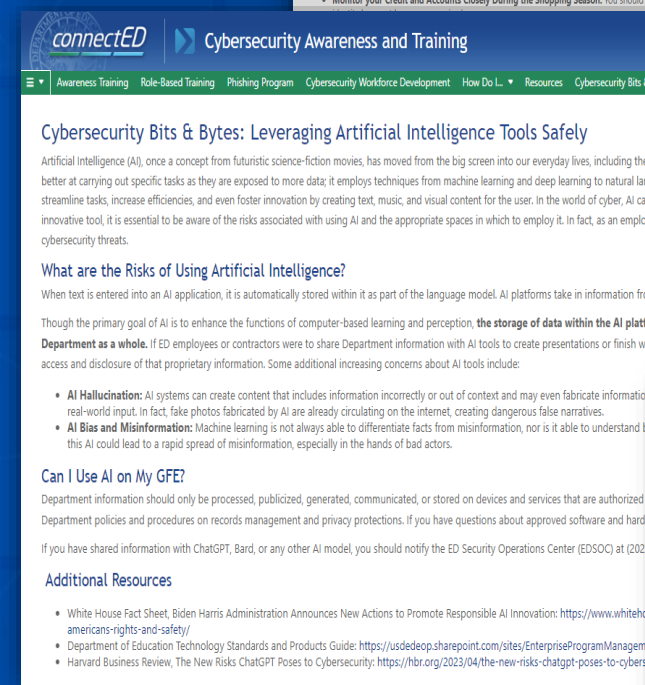 Monitor your Credit and Accounts Closely During the Shopping Season. You should
connectED
Cybersecurity Awareness and Training
Awareness Training Role-Based Training Phishing Program Cybersecurity Workforce Development How Do I... Resources Cybersecurity Bits &
Cybersecurity Bits & Bytes: Leveraging Artificial Intelligence Tools Safely
Artificial Intelligence (AI), once a concept from futuristic science-fiction movies, has moved from the big screen into our everyday lives, including the
better at carrying out specific tasks as they are exposed to more data; it employs techniques from machine learning and deep learning to natural la
streamline tasks, increase efficiencies, and even foster innovation by creating text, music, and visual content for the user. In the world of cyber, AI ca
innovative tool, it is essential to be aware of the risks associated with using AI and the appropriate spaces in which to employ it. In fact, as an emplo
cybersecurity threats.
What are the Risks of Using Artificial Intelligence?
When text is entered into an AI application, it is automatically stored within it as part of the language model. AI platforms take in information fr
Though the primary goal of AI is to enhance the functions of computer-based learning and perception, the storage of data within the AI platf
Department as a whole. If ED employees or contractors were to share Department information with AI tools to create presentations or finish w
access and disclosure of that proprietary information. Some additional increasing concerns about AI tools include:
• AI Hallucination: AI systems can create content that includes information incorrectly or out of context and may even fabricate informatio
real-world input. In fact, fake photos fabricated by AI are already circulating on the internet, creating dangerous false narratives.
• AI Bias and Misinformation: Machine learning is not always able to differentiate facts from misinformation, nor is it able to understand b
this AI could lead to a rapid spread of misinformation, especially in the hands of bad actors.
Can I Use AI on My GFE?
Department information should only be processed, publicized, generated, communicated, or stored on devices and services that are authorized
Department policies and procedures on records management and privacy protections. If you have questions about approved software and hard
If you have shared information with ChatGPT, Bard, or any other AI model, you should notify the ED Security Operations Center (EDSOC) at (202
Additional Resources
• White House Fact Sheet, Biden Harris Administration Announces New Actions to Promote Responsible AI Innovation: https://www.whiteho
americans-rights-and-safety/
• Department of Education Technology Standards and Products Guide: https://usdedeop.sharepoint.com/sites/EnterpriseProgramManagem
• Harvard Business Review, The New Risks ChatGPT Poses to Cybersecurity: https://hbr.org/2023/04/the-new-risks-chatgpt-poses-to-cybers